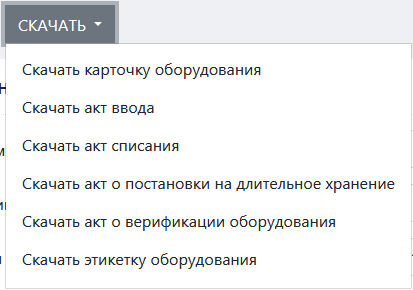 СКАЧАТЬ
Скачать карточку оборудования
Скачать акт ввода
Скачать акт списания
Скачать акт о постановки на длительное хранение
Скачать акт о верификации оборудования
Скачать этикетку оборудования